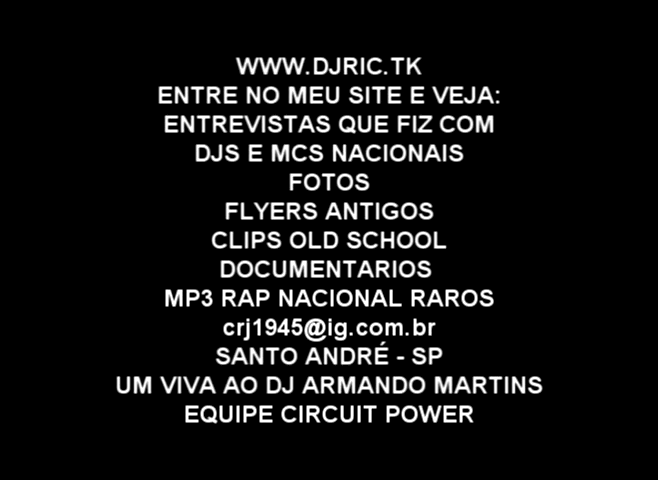 WWW.DJRIC.TK
ENTRE NO MEU SITE E VEJA:
ENTREVISTAS QUE FIZ COM
DJS E MCS NACIONAIS
FOTOS
FLYERS ANTIGOS
CLIPS OLD SCHOOL
DOCUMENTARIOS
MP3 RAP NACIONAL RAROS
crj1945@ig.com.br
SANTO ANDRÉ - SP
UM VIVA AO DJ ARMANDO MARTINS
EQUIPE CIRCUIT POWER